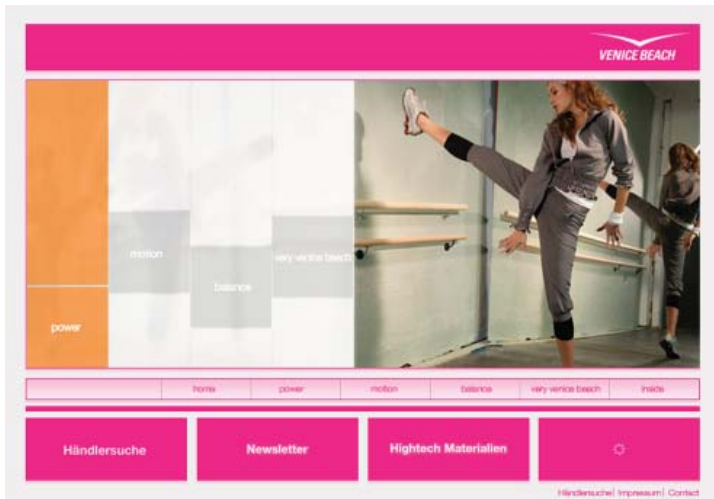 VENICE BEACH
motion
very venice beach
balance
power
home power motion balance very venice beach inside
Händlersuche Newsletter Hightech Materialien
Händlersuche| Impressum| Contact